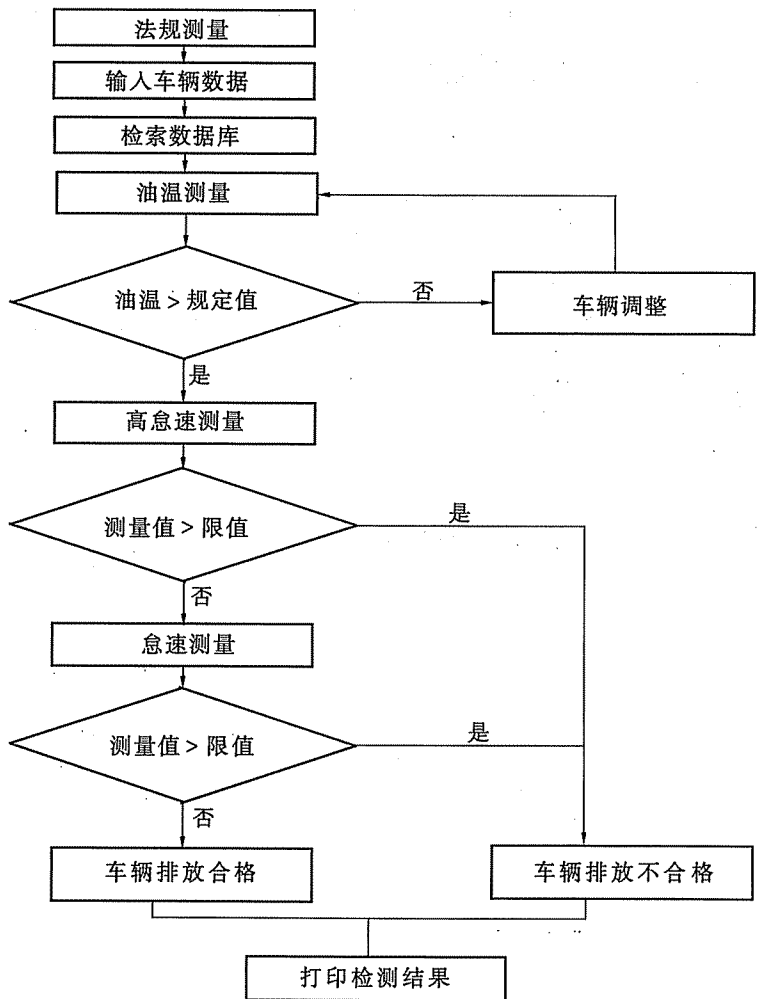 法规测量
输入车辆数据
检索数据库
油温测量
油温>规定值
否
车辆调整
是
高怠速测量
测量值>限值
是
否
怠速测量
测量值>限值
是
否
车辆排放合格
车辆排放不合格
打印检测结果